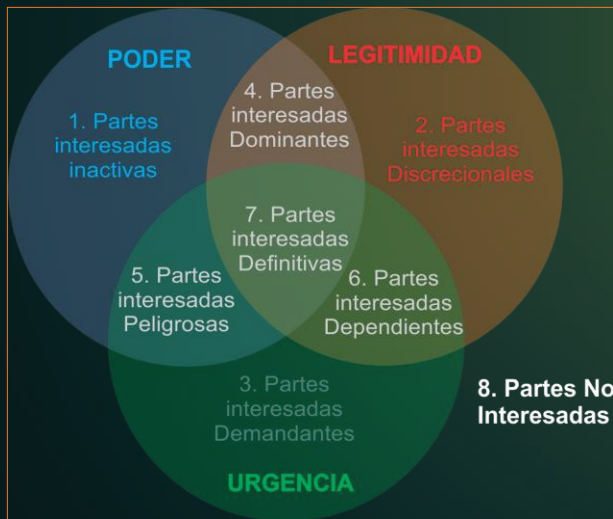 PODER
LEGITIMIDAD
1. Partes
interesadas
inactivas
4. Partes
interesadas
Dominantes
2. Partes
interesadas
Discrecionales
7. Partes
interesadas
Definitivas
5. Partes
interesadas
Peligrosas
6. Partes
interesadas
Dependientes
3. Partes
interesadas
Demandantes
8. Partes No
Interesadas
URGENCIA